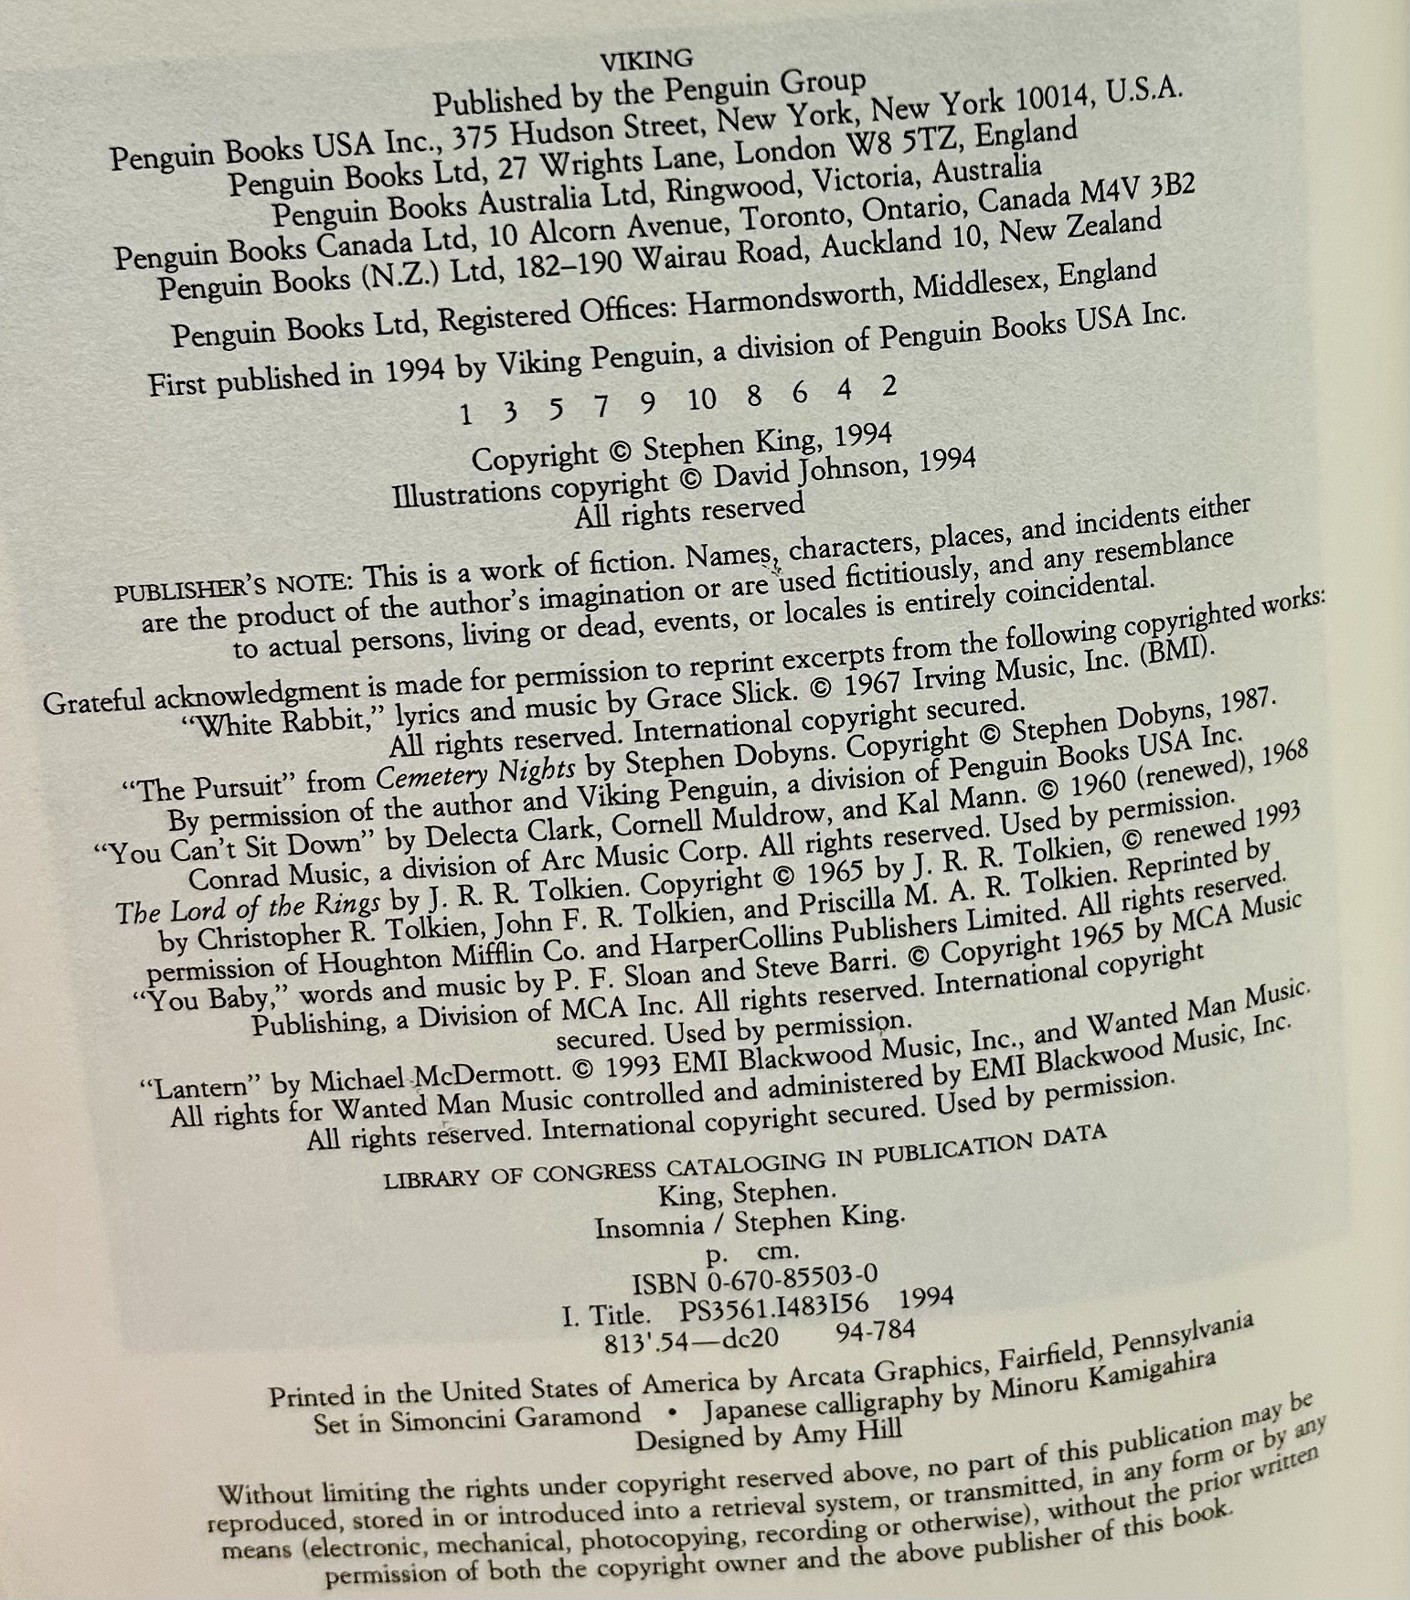 VIKING
Published by the Penguin Group
Penguin Books USA Inc., 375 Hudson Street, New York, New York 10014, U.S.A.
Penguin Books Ltd, 27 Wrights Lane, London W8 5TZ, England
Penguin Books Australia Ltd, Ringwood, Victoria, Australia
Penguin Books Canada Ltd, 10 Alcorn Avenue, Toronto, Ontario, Canada M4V 3B2
Penguin Books (N.Z.) Ltd, 182–190 Wairau Road, Auckland 10, New Zealand
Penguin Books Ltd, Registered Offices: Harmondsworth, Middlesex, England
First published in 1994 by Viking Penguin, a division of Penguin Books USA Inc.
1 3 5 7 9 10 8 6 4 2
Copyright © Stephen King, 1994
Illustrations copyright © David Johnson, 1994
All rights reserved
PUBLISHER'S NOTE: This is a work of fiction. Names, characters, places, and incidents either
are the product of the author's imagination or are used fictitiously, and any resemblance
to actual persons, living or dead, events, or locales is entirely coincidental.
Grateful acknowledgment is made for permission to reprint excerpts from the following copyrighted works:
“White Rabbit,” lyrics and music by Grace Slick. © 1967 Irving Music, Inc. (BMI).
All rights reserved. International copyright secured.
“The Pursuit” from Cemetery Nights by Stephen Dobyns. Copyright © Stephen Dobyns, 1987.
By permission of the author and Viking Penguin, a division of Penguin Books USA Inc.
“You Can't Sit Down” by Delecta Clark, Cornell Muldrow, and Kal Mann. © 1960 (renewed), 1968
Conrad Music, a division of Arc Music Corp. All rights reserved. Used by permission.
The Lord of the Rings by J. R. R. Tolkien. Copyright © 1965 by J. R. R. Tolkien, © renewed 1993
by Christopher R. Tolkien, John F. R. Tolkien, and Priscilla M. A. R. Tolkien. Reprinted by
permission of Houghton Mifflin Co. and HarperCollins Publishers Limited. All rights reserved.
“You Baby,” words and music by P. F. Sloan and Steve Barri. © Copyright 1965 by MCA Music
Publishing, a Division of MCA Inc. All rights reserved. International copyright
secured. Used by permission.
“Lantern” by Michael McDermott. © 1993 EMI Blackwood Music, Inc., and Wanted Man Music.
All rights for Wanted Man Music controlled and administered by EMI Blackwood Music, Inc.
All rights reserved. International copyright secured. Used by permission.
LIBRARY OF CONGRESS CATALOGING IN PUBLICATION DATA
King, Stephen.
Insomnia / Stephen King.
p. cm.
ISBN 0-670-85503-0
I. Title. PS3561.I483I56 1994
813'.54—dc20 94-784
Printed in the United States of America by Arcata Graphics, Fairfield, Pennsylvania
Set in Simoncini Garamond • Japanese calligraphy by Minoru Kamigahira
Designed by Amy Hill
Without limiting the rights under copyright reserved above, no part of this publication may be
reproduced, stored in or introduced into a retrieval system, or transmitted, in any form or by any
means (electronic, mechanical, photocopying, recording or otherwise), without the prior written
permission of both the copyright owner and the above publisher of this book.